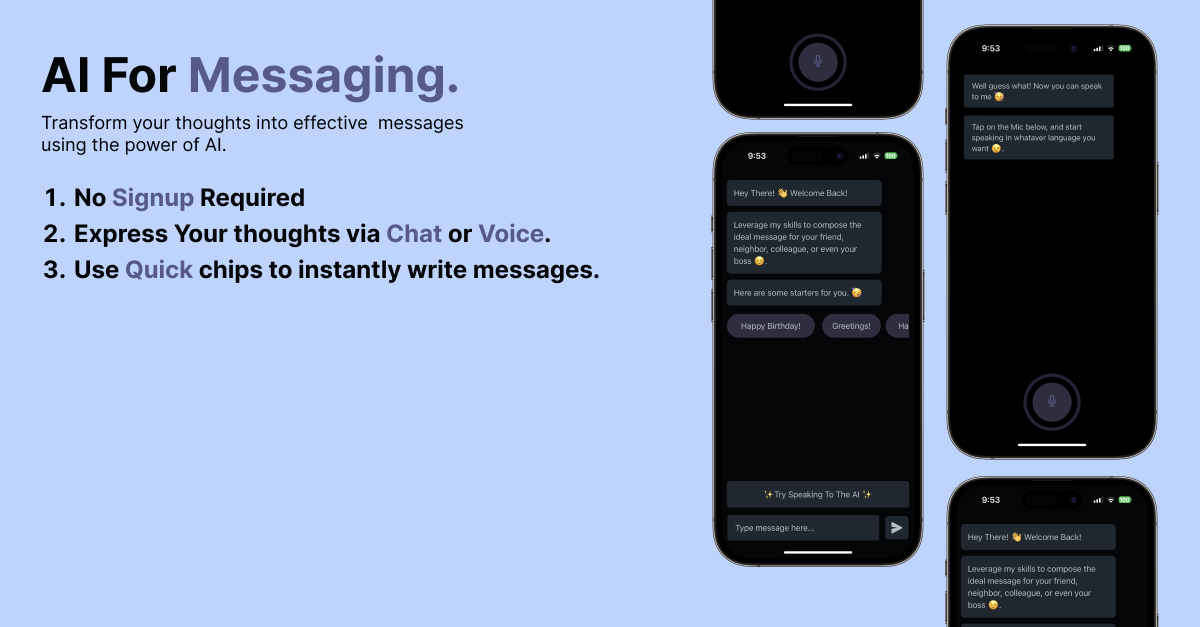 AI For Messaging.
Transform your thoughts into effective messages
using the power of AI.
1. No Signup Required
2. Express Your thoughts via Chat or Voice.
3. Use Quick chips to instantly write messages.
9:53
100
Hey There! 👋 Welcome Back!
Leverage my skills to compose the
ideal message for your friend,
neighbor, colleague, or even your
boss 😉.
Here are some starters for you. 🥳
Happy Birthday!
Greetings!
Ha
✨Try Speaking To The AI ✨
Type message here...
9:53
100
Well guess what! Now you can speak
to me 🥳
Tap on the Mic below, and start
speaking in whataver language you
want 😉.
9:53
100
Hey There! 👋 Welcome Back!
Leverage my skills to compose the
ideal message for your friend,
neighbor, colleague, or even your
boss 😉.